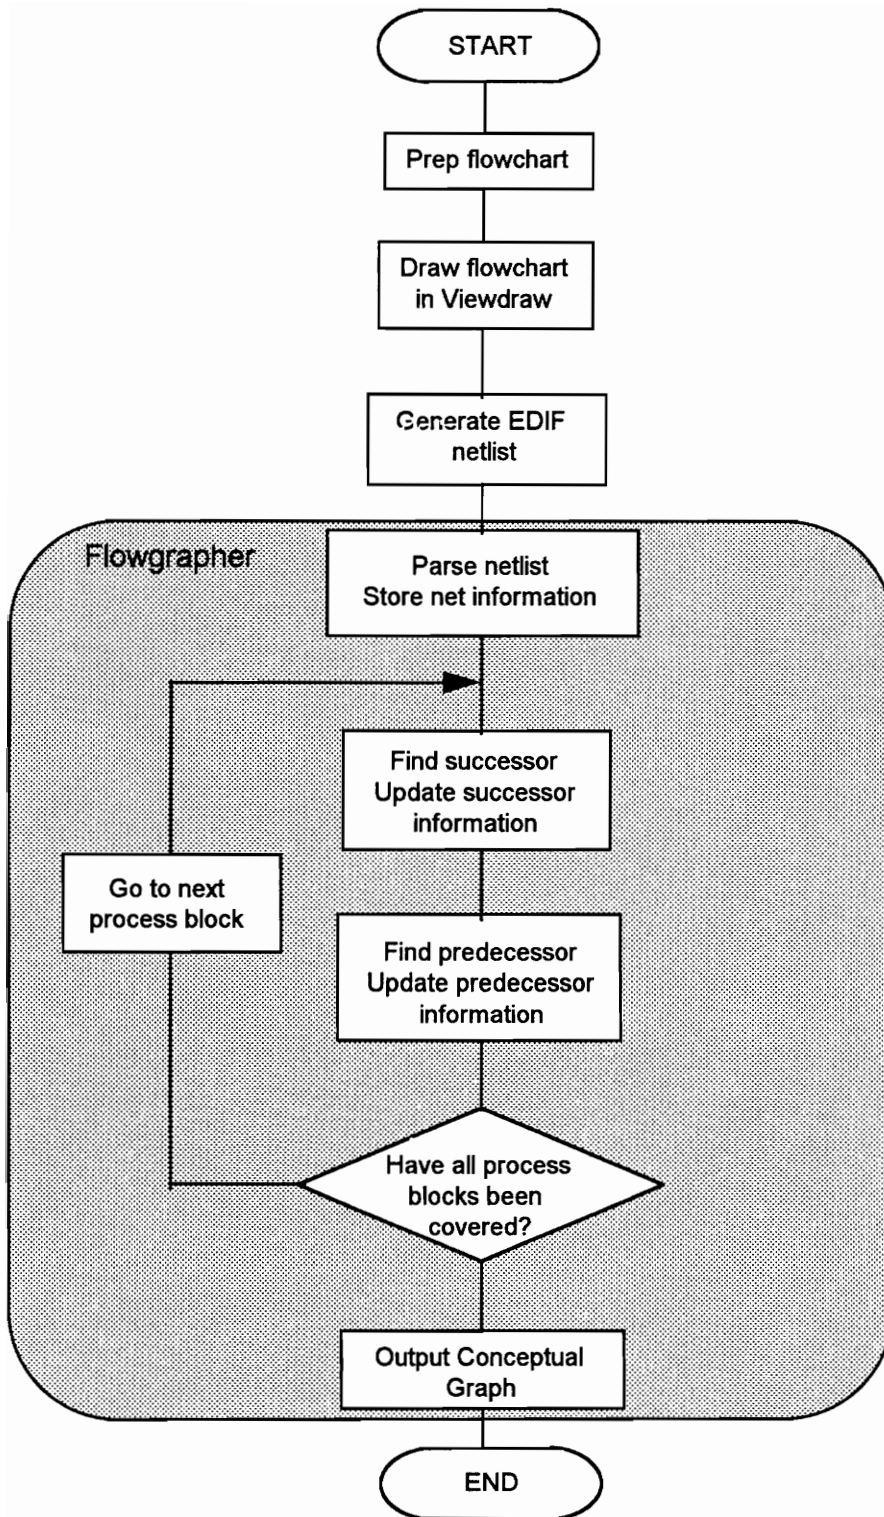 START
Prep flowchart
Draw flowchart
in Viewdraw
Generate EDIF
netlist
Flowgrapher
Parse netlist
Store net information
Find successor
Update successor
information
Go to next
process block
Find predecessor
Update predecessor
information
Have all process
blocks been
covered?
Output Conceptual
Graph
END